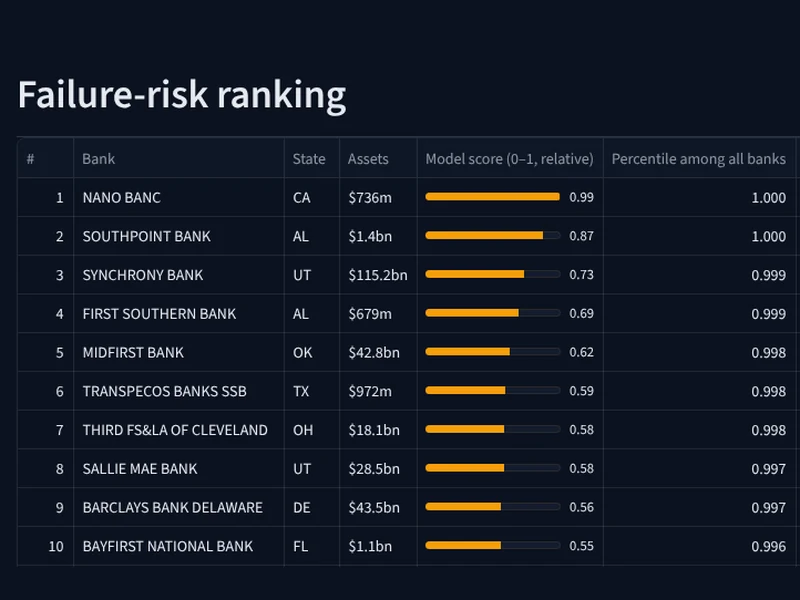 Failure-risk ranking
# Bank State Assets Model score (0–1, relative) Percentile among all banks
1 NANO BANC CA $736m 0.99 1.000
2 SOUTHPOINT BANK AL $1.4bn 0.87 1.000
3 SYNCHRONY BANK UT $115.2bn 0.73 0.999
4 FIRST SOUTHERN BANK AL $679m 0.69 0.999
5 MIDFIRST BANK OK $42.8bn 0.62 0.998
6 TRANSPECOS BANKS SSB TX $972m 0.59 0.998
7 THIRD FS&LA OF CLEVELAND OH $18.1bn 0.58 0.998
8 SALLIE MAE BANK UT $28.5bn 0.58 0.997
9 BARCLAYS BANK DELAWARE DE $43.5bn 0.56 0.997
10 BAYFIRST NATIONAL BANK FL $1.1bn 0.55 0.996